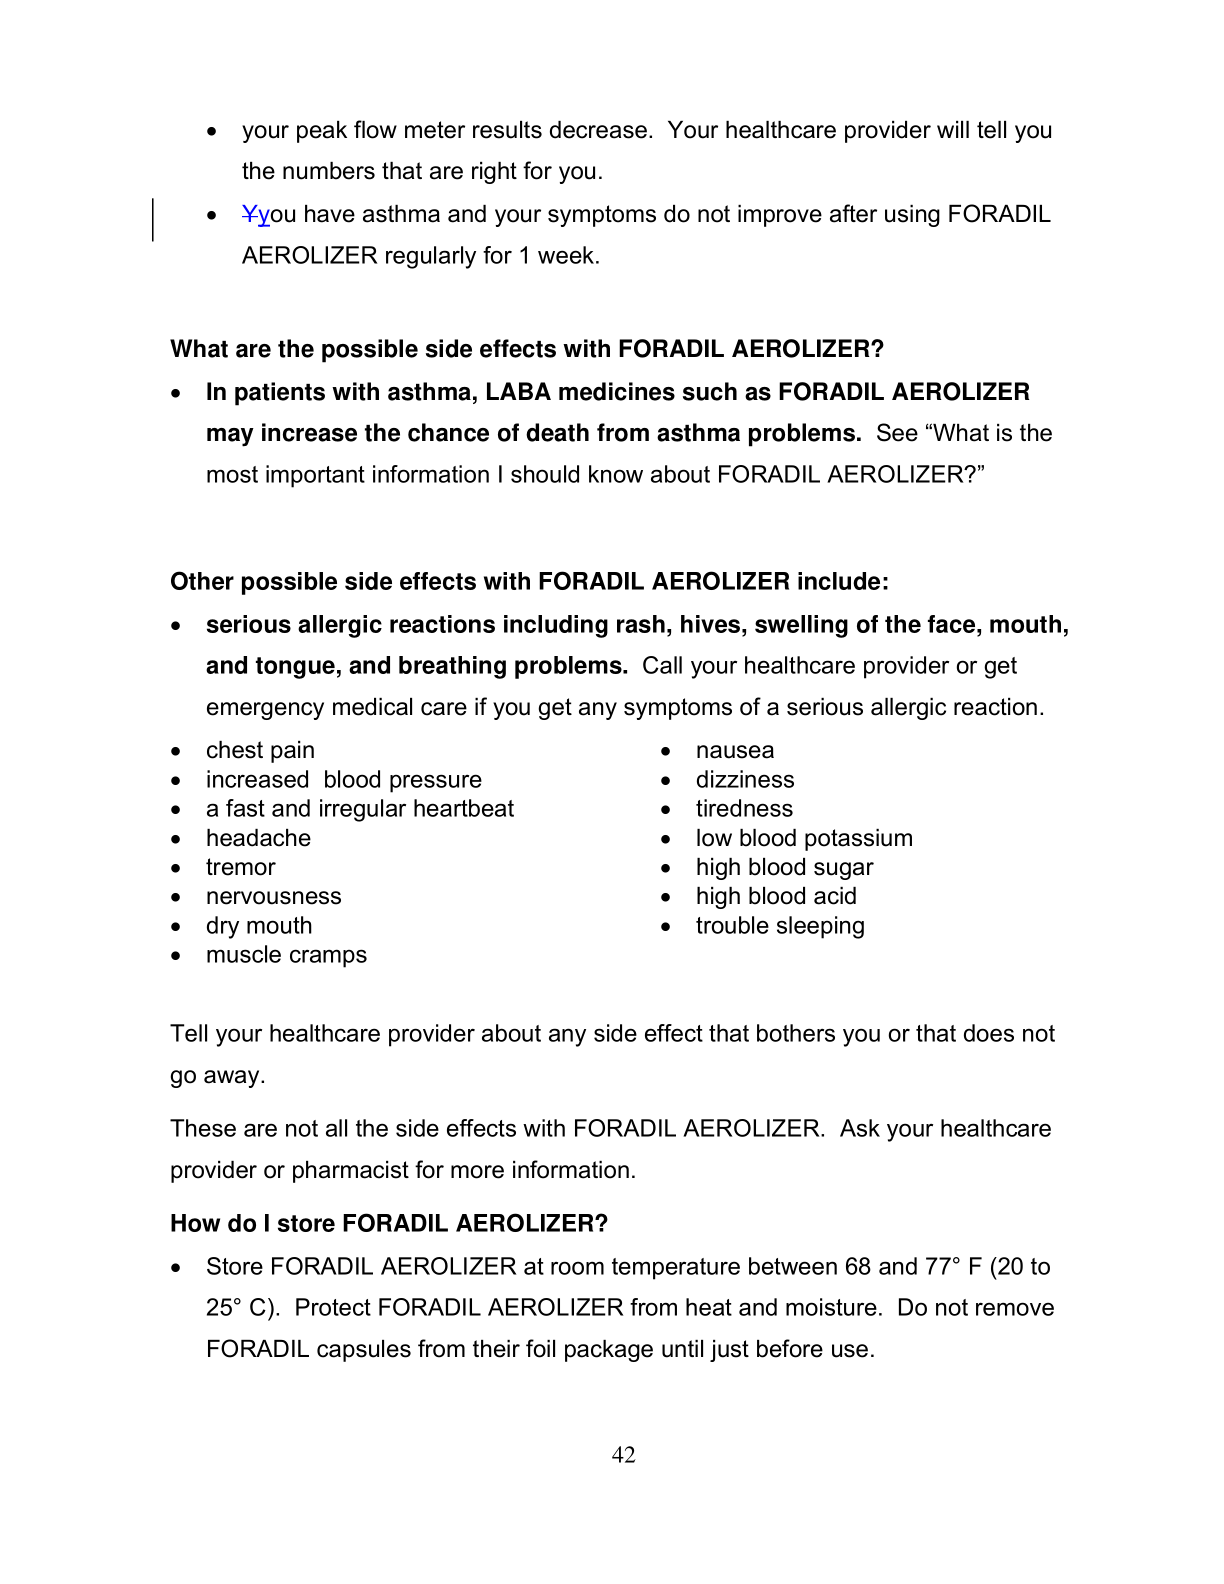 • your peak flow meter results decrease.  Your healthcare provider will tell you
the numbers that are right for you.
• Yyou have asthma and your symptoms do not improve after using FORADIL
AEROLIZER regularly for 1 week.
What are the possible side effects with FORADIL AEROLIZER?
• In patients with asthma, LABA medicines such as FORADIL AEROLIZER
may increase the chance of death from asthma problems.  See “What is the
most important information I should know about FORADIL AEROLIZER?”
Other possible side effects with FORADIL AEROLIZER include:
• serious allergic reactions including rash, hives, swelling of the face, mouth,
and tongue, and breathing problems.  Call your healthcare provider or get
emergency medical care if you get any symptoms of a serious allergic reaction.
• chest pain
• increased  blood pressure
• a fast and irregular heartbeat
• headache
• tremor
• nervousness
• dry mouth
• muscle cramps
• nausea
• dizziness
• tiredness
• low blood potassium
• high blood sugar
• high blood acid
• trouble sleeping
Tell your healthcare provider about any side effect that bothers you or that does not
go away.
These are not all the side effects with FORADIL AEROLIZER.  Ask your healthcare
provider or pharmacist for more information.
How do I store FORADIL AEROLIZER?
• Store FORADIL AEROLIZER at room temperature between 68 and 77° F (20 to
25° C).  Protect FORADIL AEROLIZER from heat and moisture.  Do not remove
FORADIL capsules from their foil package until just before use.
42